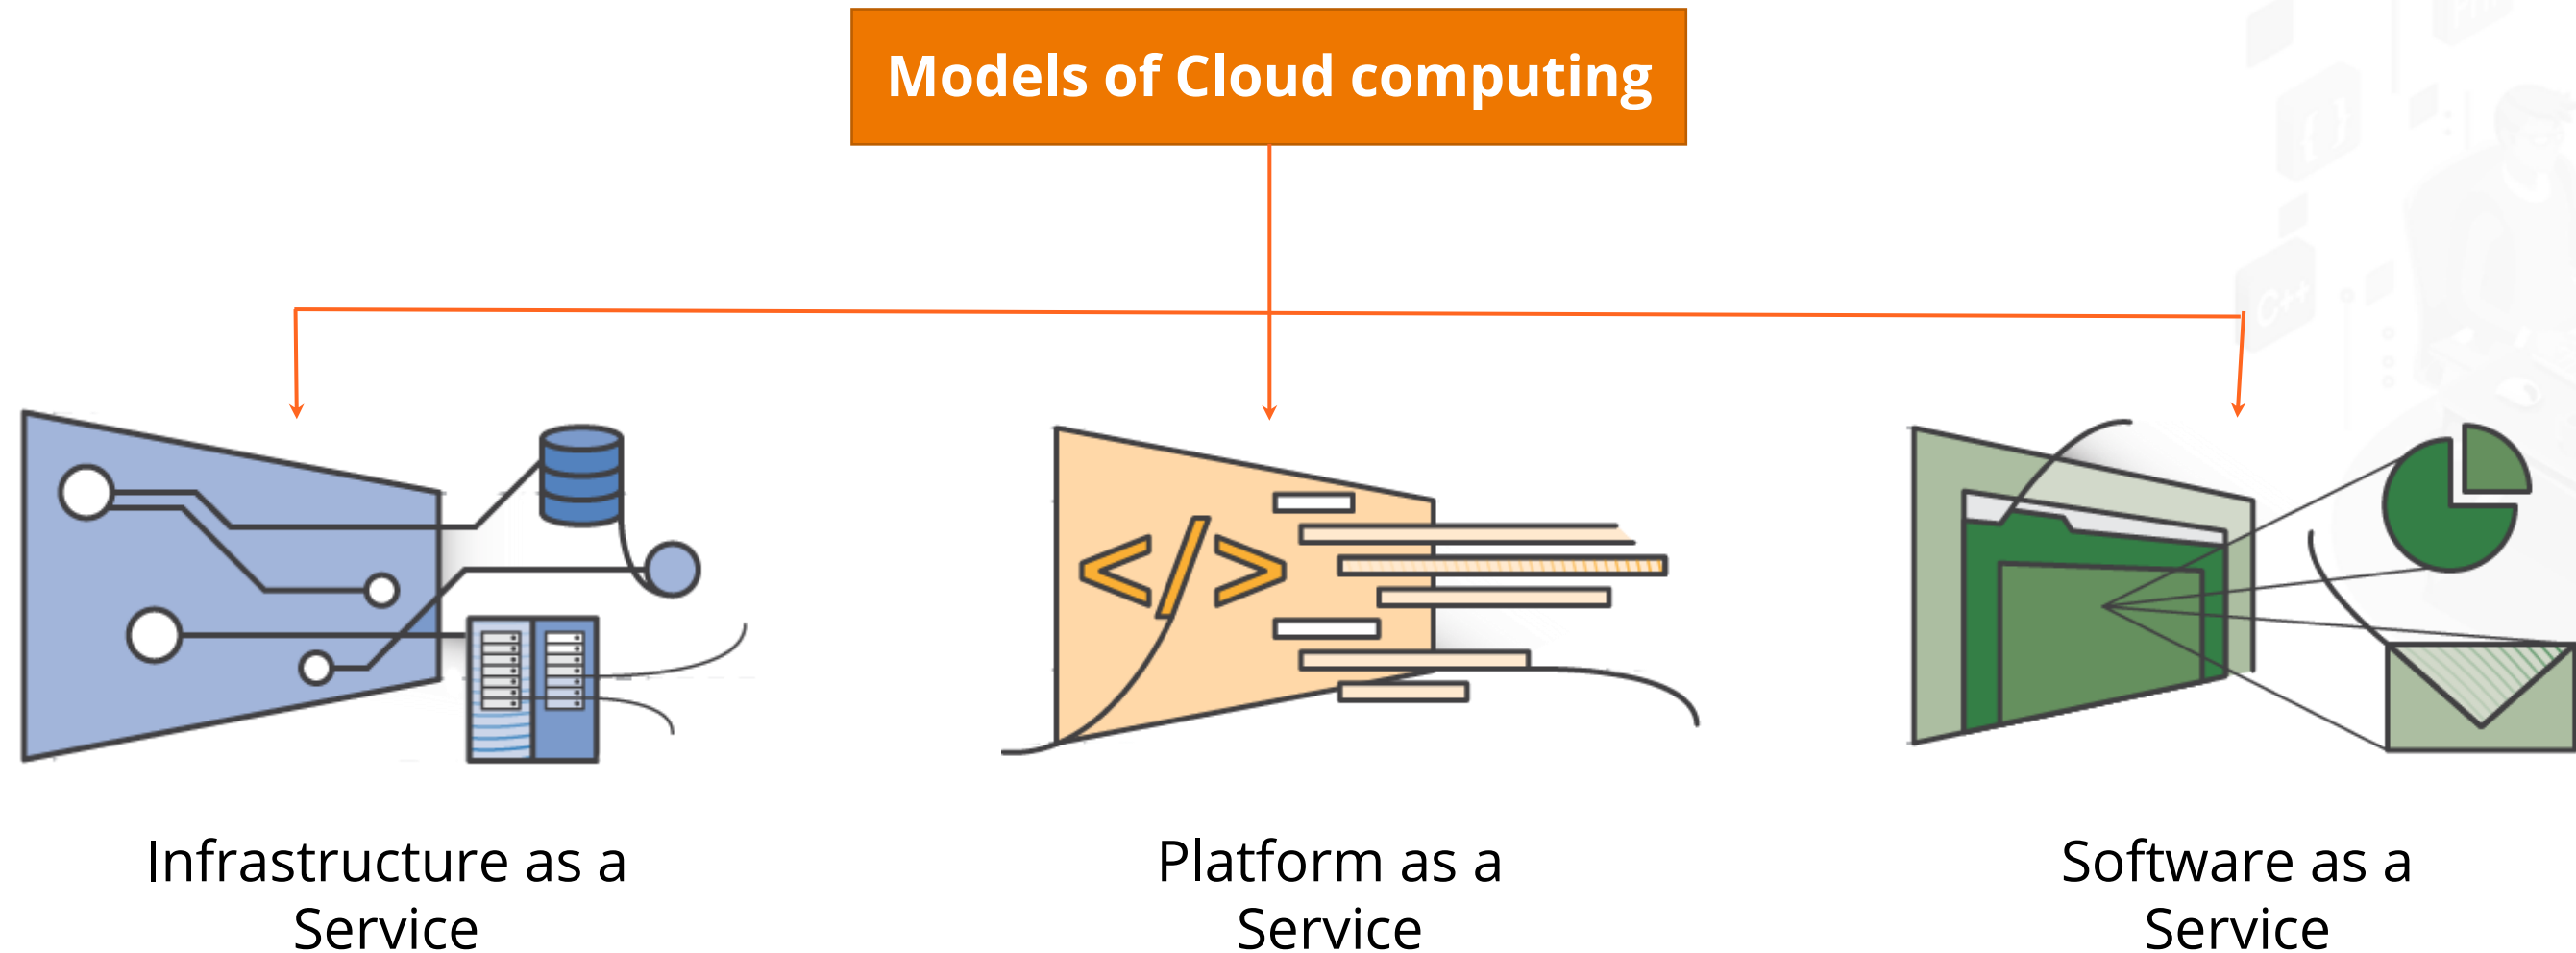 Models of Cloud computing
{ }
C++
</>
Infrastructure as a
Service
Platform as a
Service
Software as a
Service